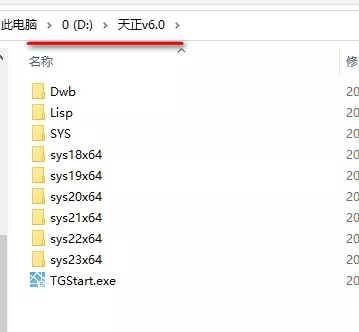 此电脑 > 0 (D:) > 天正v6.0 >
名称 修
Dwb 20
Lisp 20
SYS 20
sys18x64 20
sys19x64 20
sys20x64 20
sys21x64 20
sys22x64 20
sys23x64 20
TGStart.exe 20